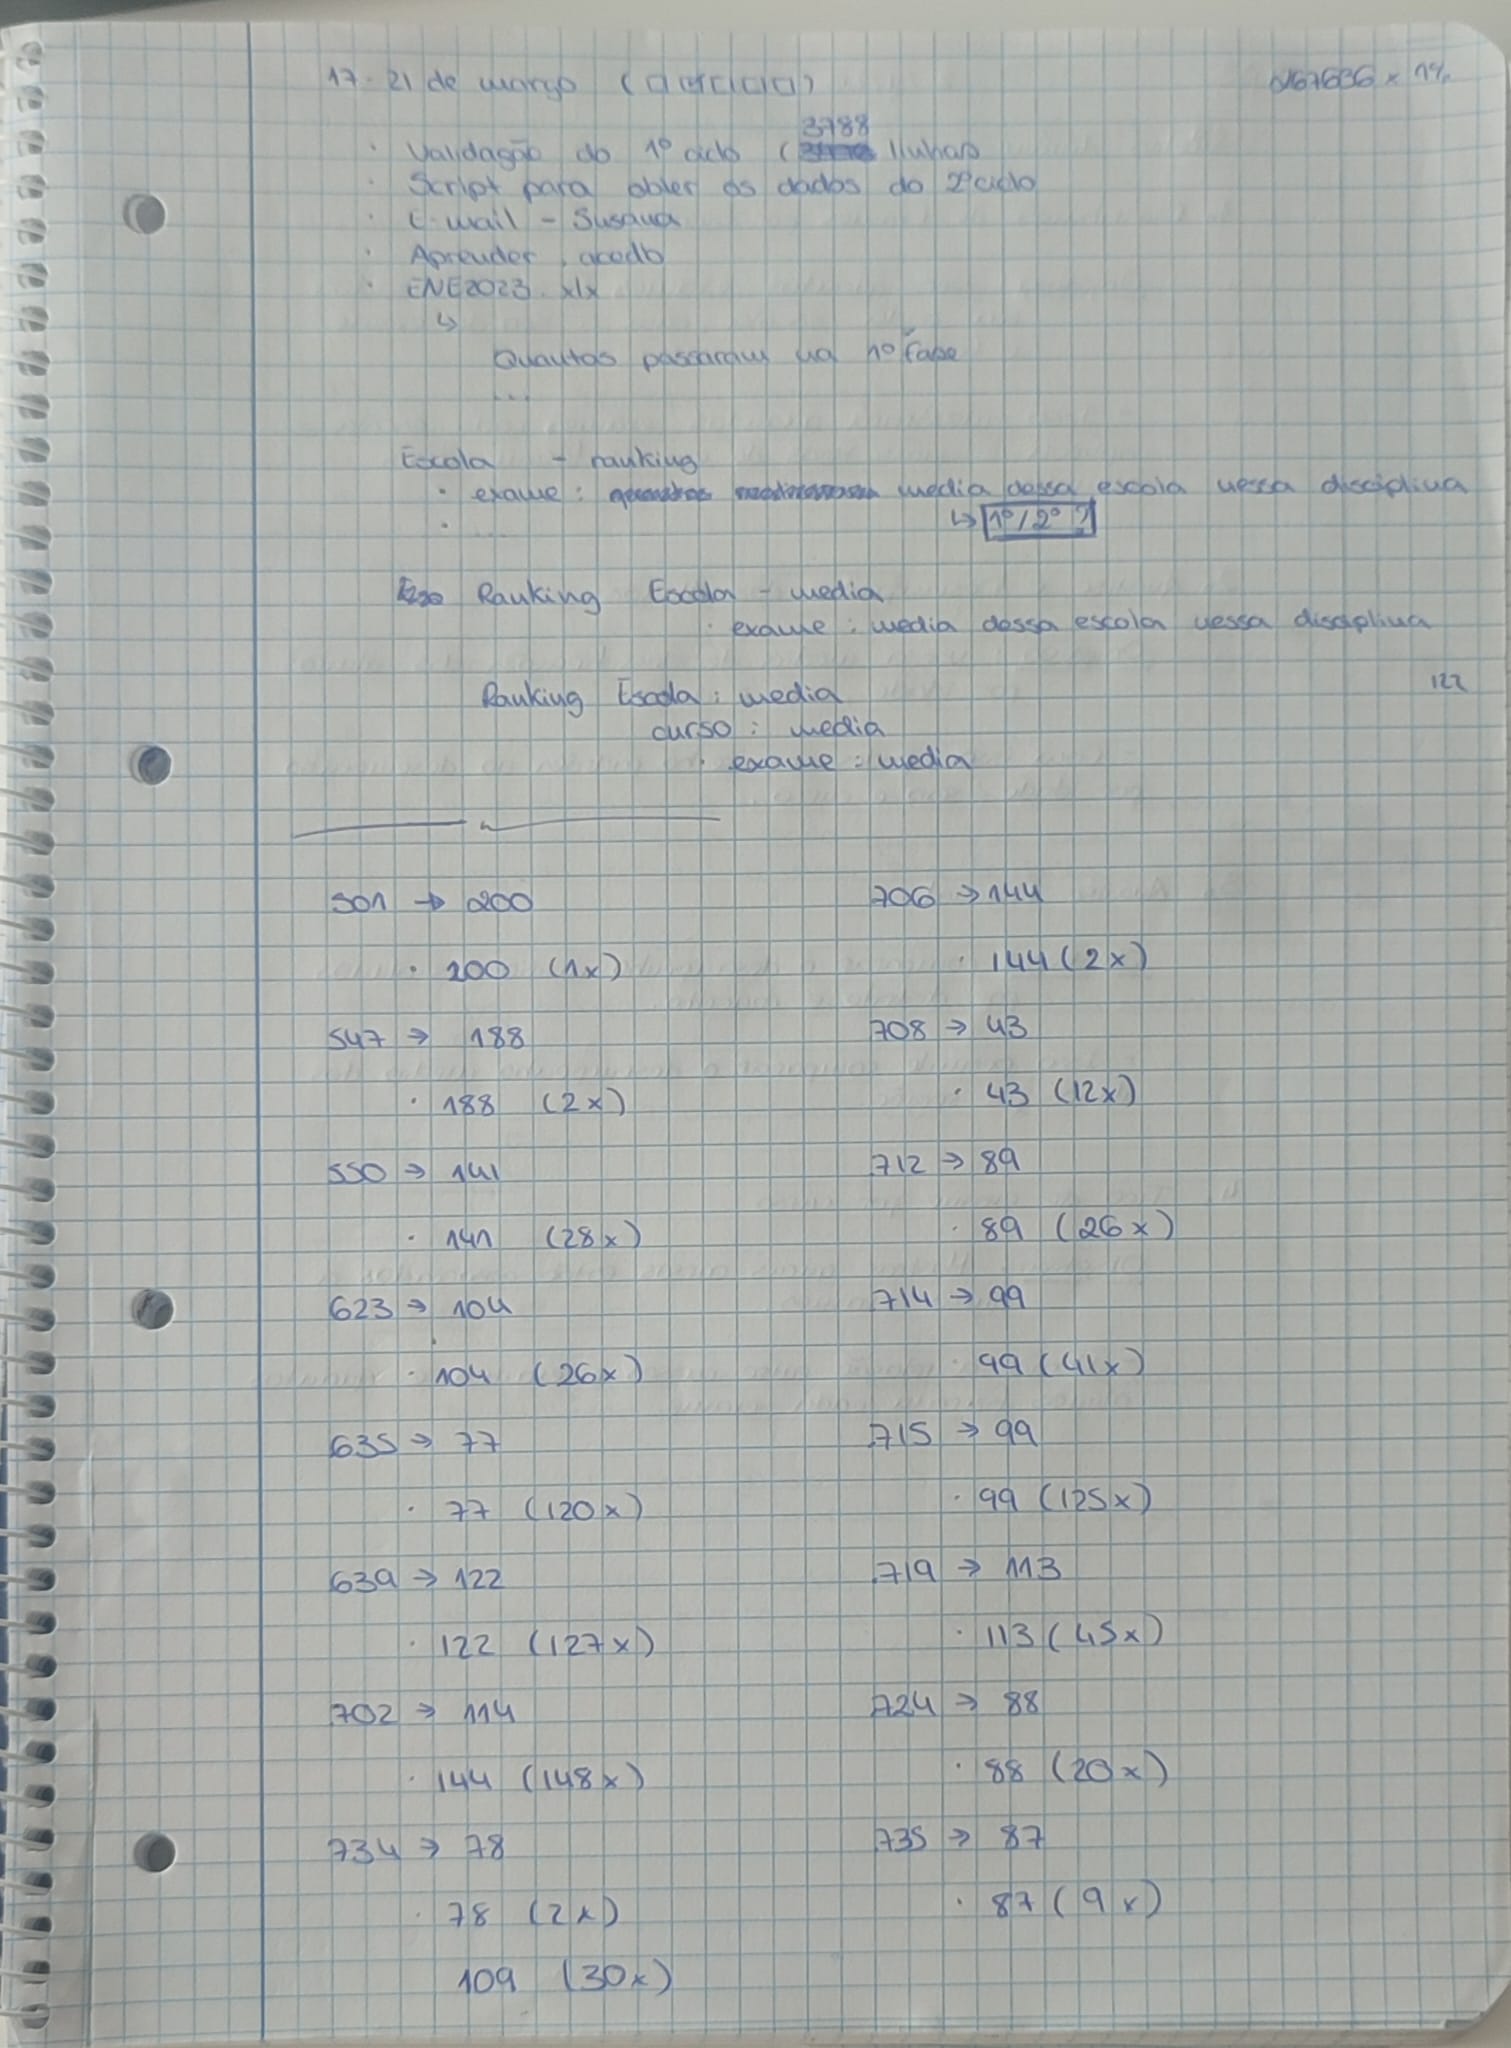 17-21 de março (□□□□□)
3788
· Validação do 1º ciclo ( linhas
· Script para obter os dados do 2º ciclo
· E-mail - Susana
· Aprender .accdb
· ENE2023.xlx
↳
Quantos passaram na 1º fase
...
Escola - ranking
· exame: media dessa escola nessa disciplina
↳ 1º/2º ?
· ...
Ranking Escola - media
· exame: media dessa escola nessa disciplina
122
Ranking Escola: media
curso: media
· exame: media
501 → 200
· 200 (1x)
547 → 188
· 188 (2x)
550 → 141
· 141 (28x)
623 → 104
· 104 (26x)
635 → 77
· 77 (120x)
639 → 122
· 122 (127x)
702 → 114
· 144 (148x)
734 → 78
· 78 (2x)
109 (30x)
706 → 144
· 144 (2x)
708 → 43
· 43 (12x)
712 → 89
· 89 (26x)
714 → 99
· 99 (41x)
715 → 99
· 99 (125x)
719 → 113
· 113 (45x)
724 → 88
· 88 (20x)
735 → 87
· 87 (9x)